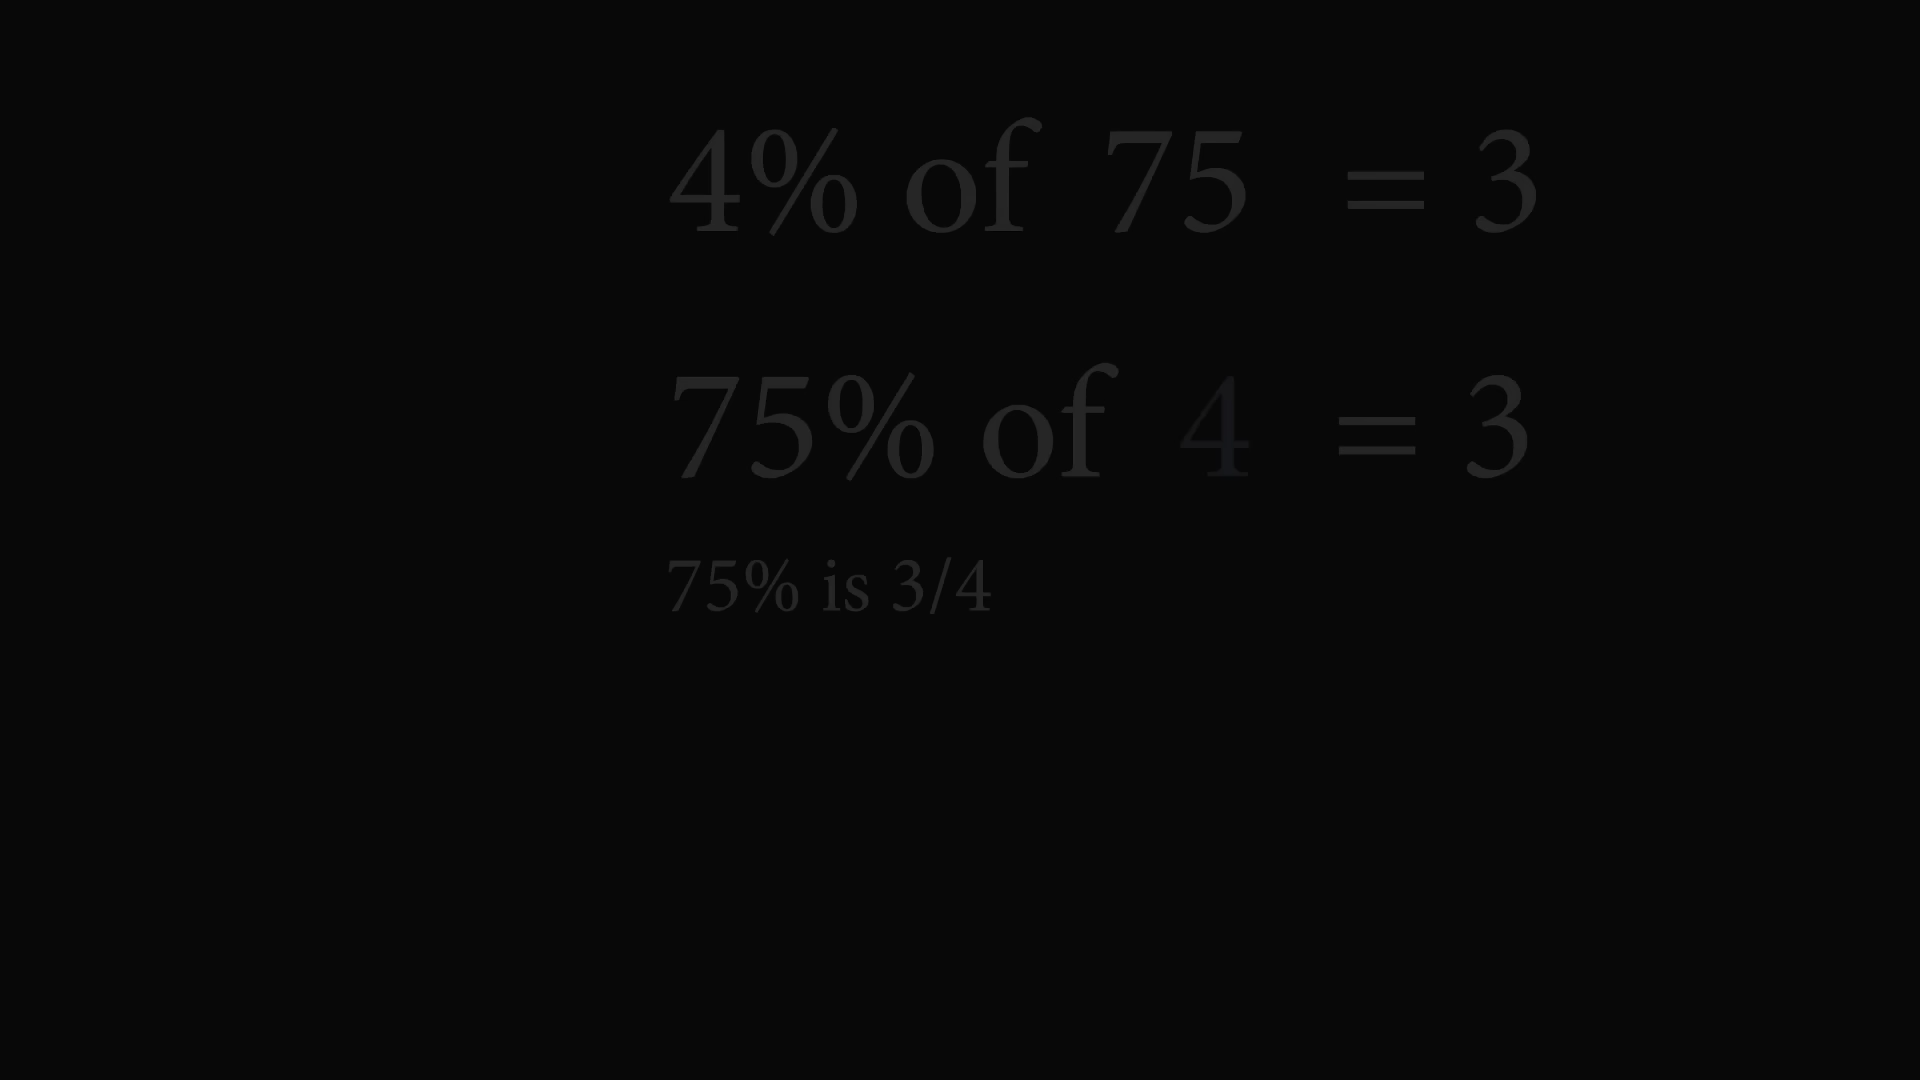 4% of 75 = 3
75% of 4 = 3
75% is 3/4